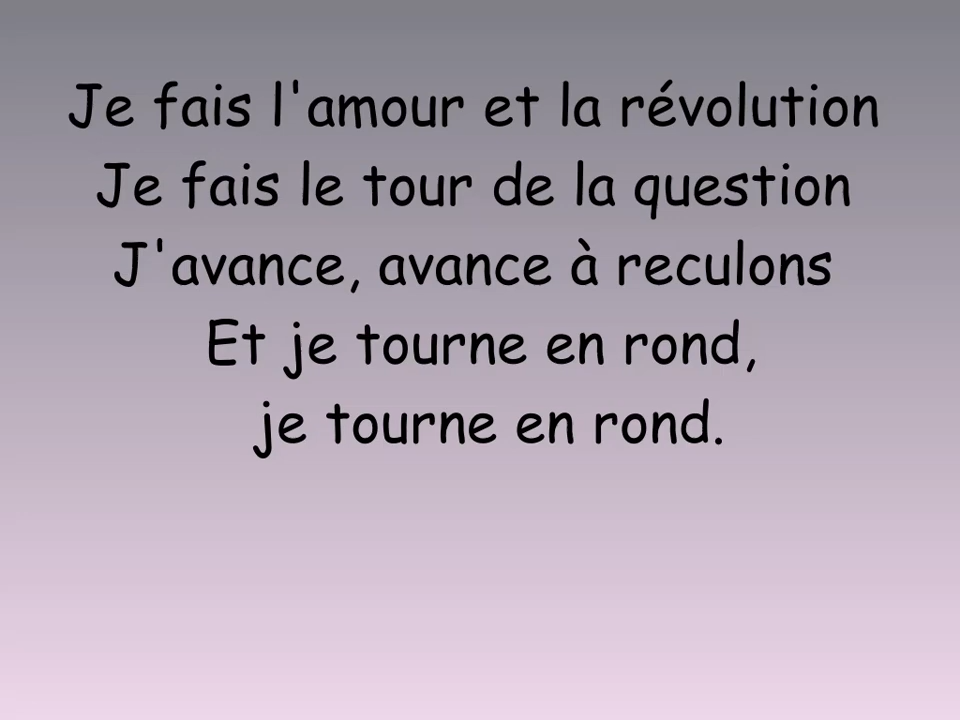 Je fais l'amour et la révolution
Je fais le tour de la question
J'avance, avance à reculons
Et je tourne en rond,
je tourne en rond.